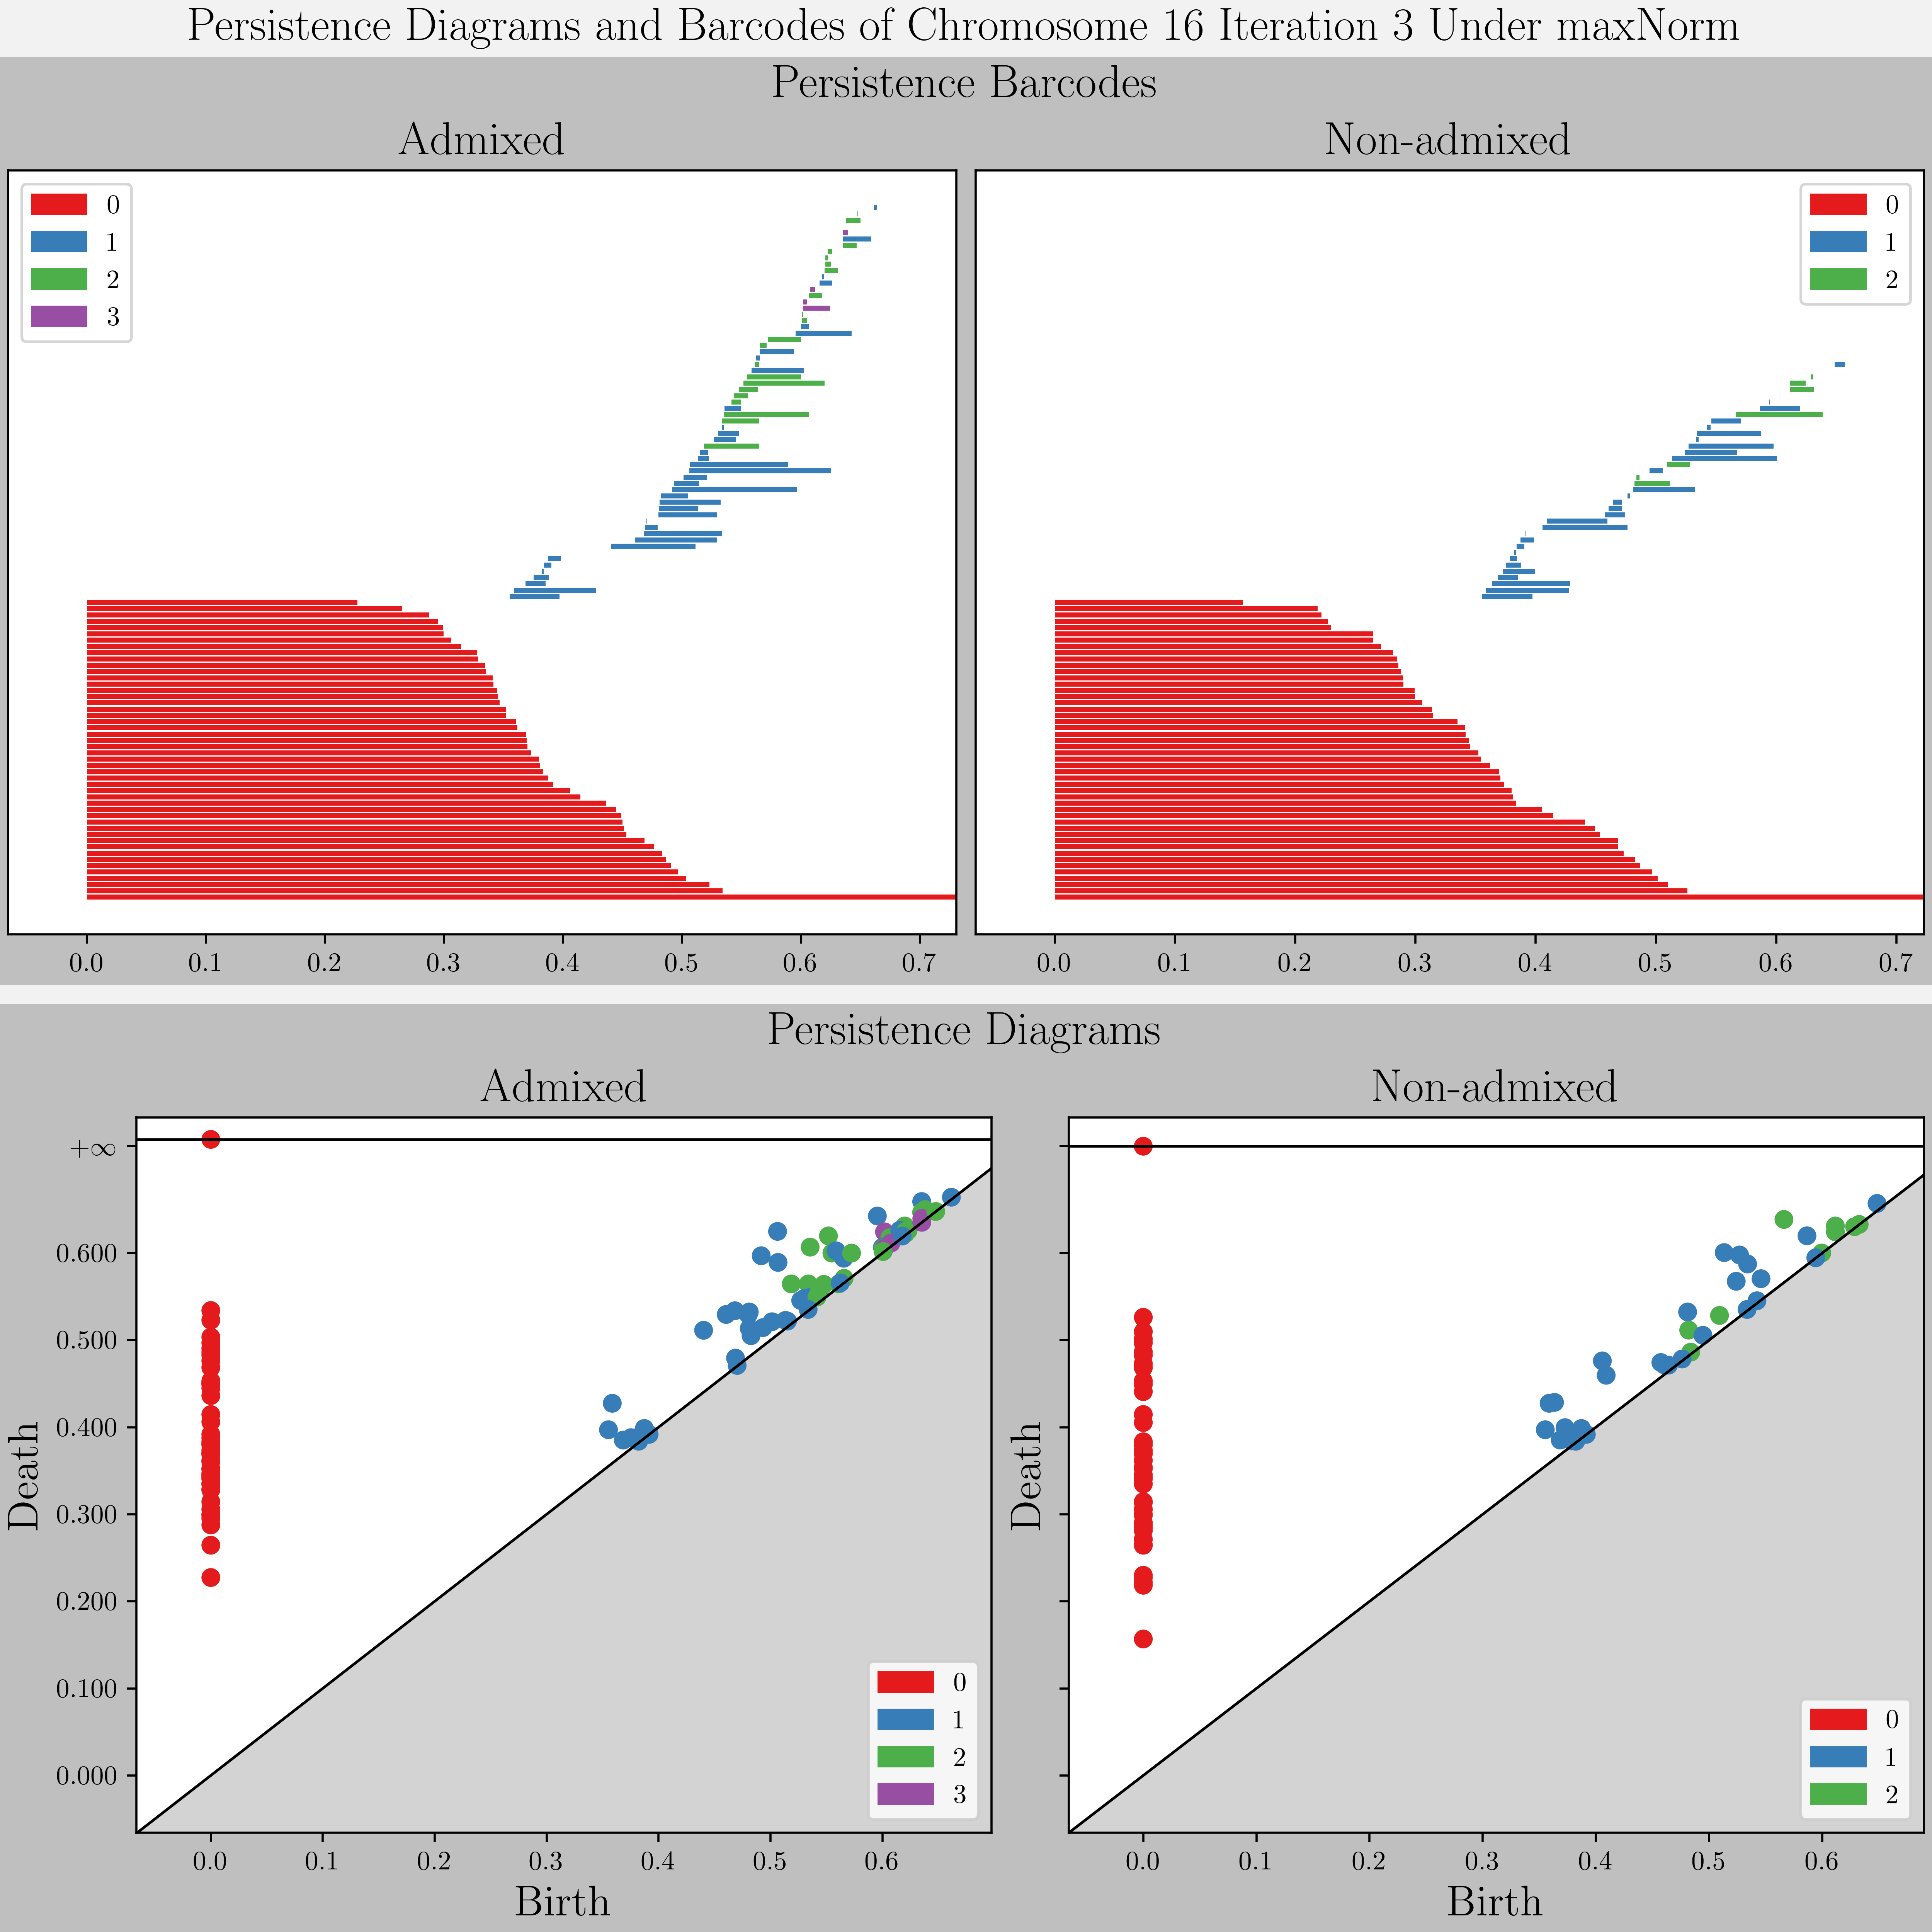 Persistence Diagrams and Barcodes of Chromosome 16 Iteration 3 Under maxNorm
Persistence Barcodes
Admixed
Non-admixed
0
1
2
3
0
1
2
0.0 0.1 0.2 0.3 0.4 0.5 0.6 0.7
0.0 0.1 0.2 0.3 0.4 0.5 0.6 0.7
Persistence Diagrams
Admixed
Non-admixed
+∞
0.600
0.500
0.400
0.300
0.200
0.100
0.000
Death
Death
0
1
2
3
0
1
2
0.0 0.1 0.2 0.3 0.4 0.5 0.6
0.0 0.1 0.2 0.3 0.4 0.5 0.6
Birth
Birth